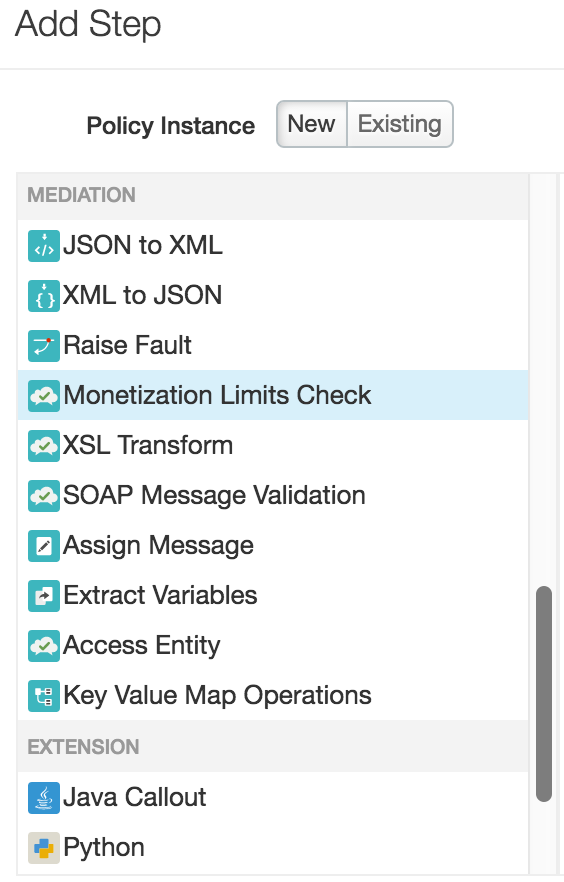 Add Step
Policy Instance New Existing
MEDIATION
JSON to XML
XML to JSON
Raise Fault
Monetization Limits Check
XSL Transform
SOAP Message Validation
Assign Message
Extract Variables
Access Entity
Key Value Map Operations
EXTENSION
Java Callout
Python